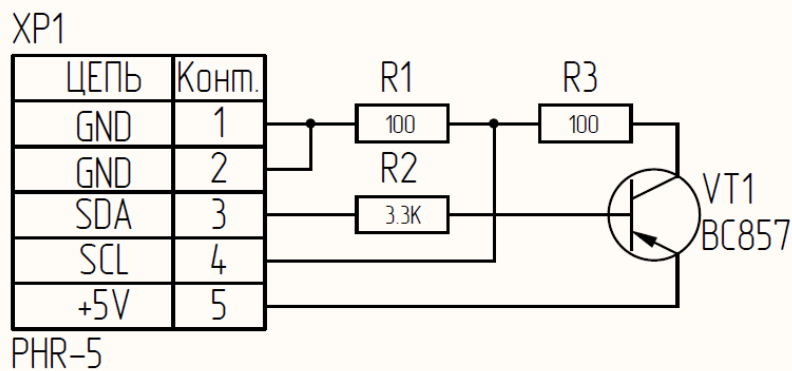 XP1
ЦЕПЬ Конт.
GND 1
GND 2
SDA 3
SCL 4
+5V 5
PHR-5
R1
100
R3
100
R2
3.3K
VT1
BC857